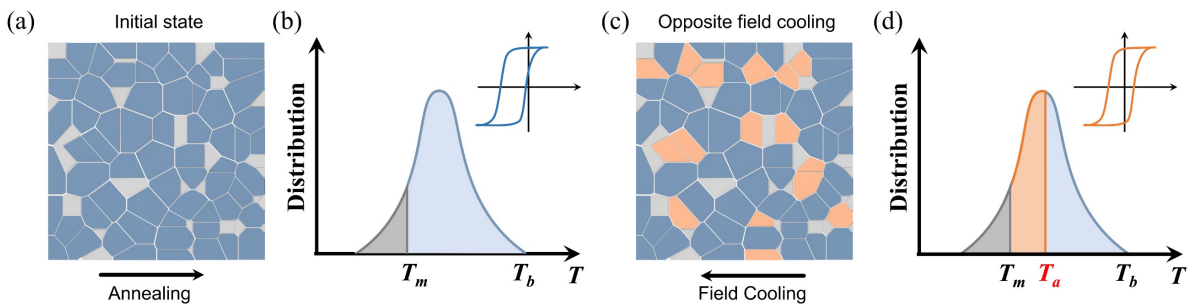 (a)
Initial state
Annealing
(b)
Distribution
T_m
T_b
T
(c)
Opposite field cooling
Field Cooling
(d)
Distribution
T_m
T_a
T_b
T